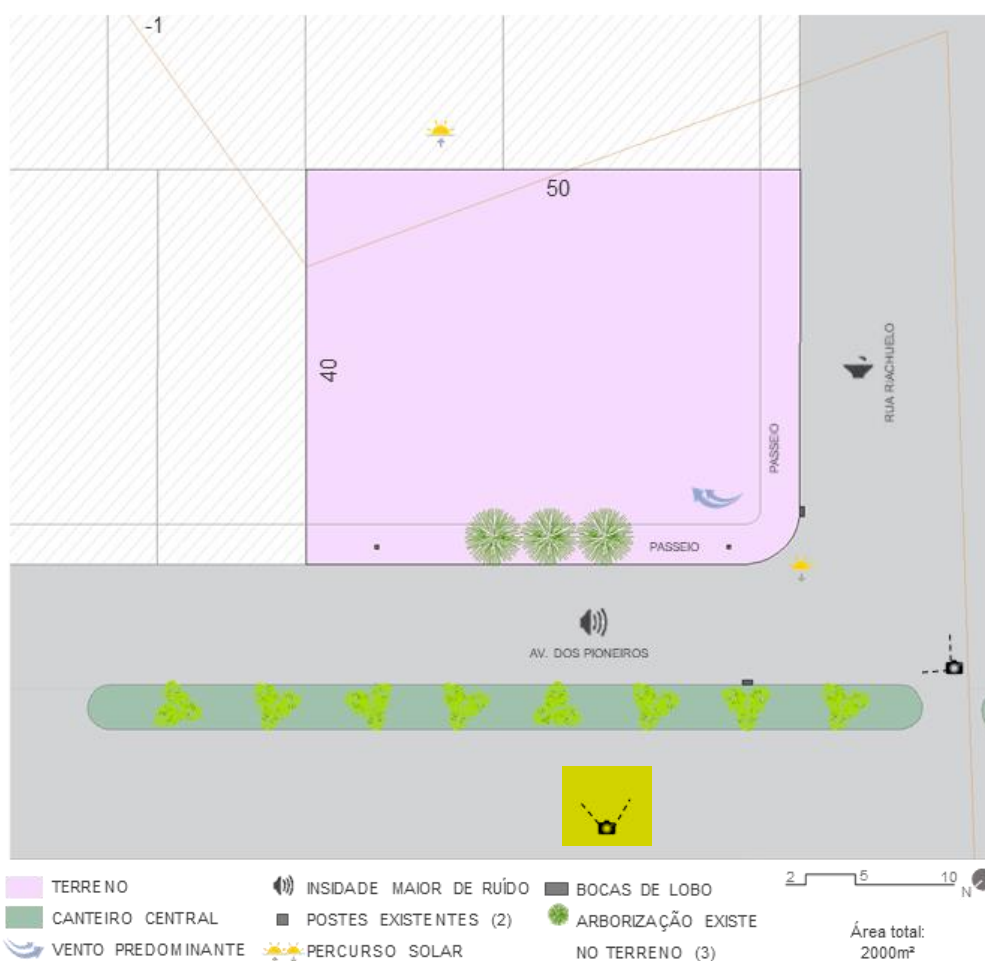 -1
50
40
RUA RIACHUELO
PASSEIO
PASSEIO
AV. DOS PIONEIROS
TERRENO
INSIDADE MAIOR DE RUÍDO
BOCAS DE LOBO
2 5 10
N
CANTEIRO CENTRAL
POSTES EXISTENTES (2)
ARBORIZAÇÃO EXISTE
NO TERRENO (3)
VENTO PREDOMINANTE
PERCURSO SOLAR
Área total:
2000m²